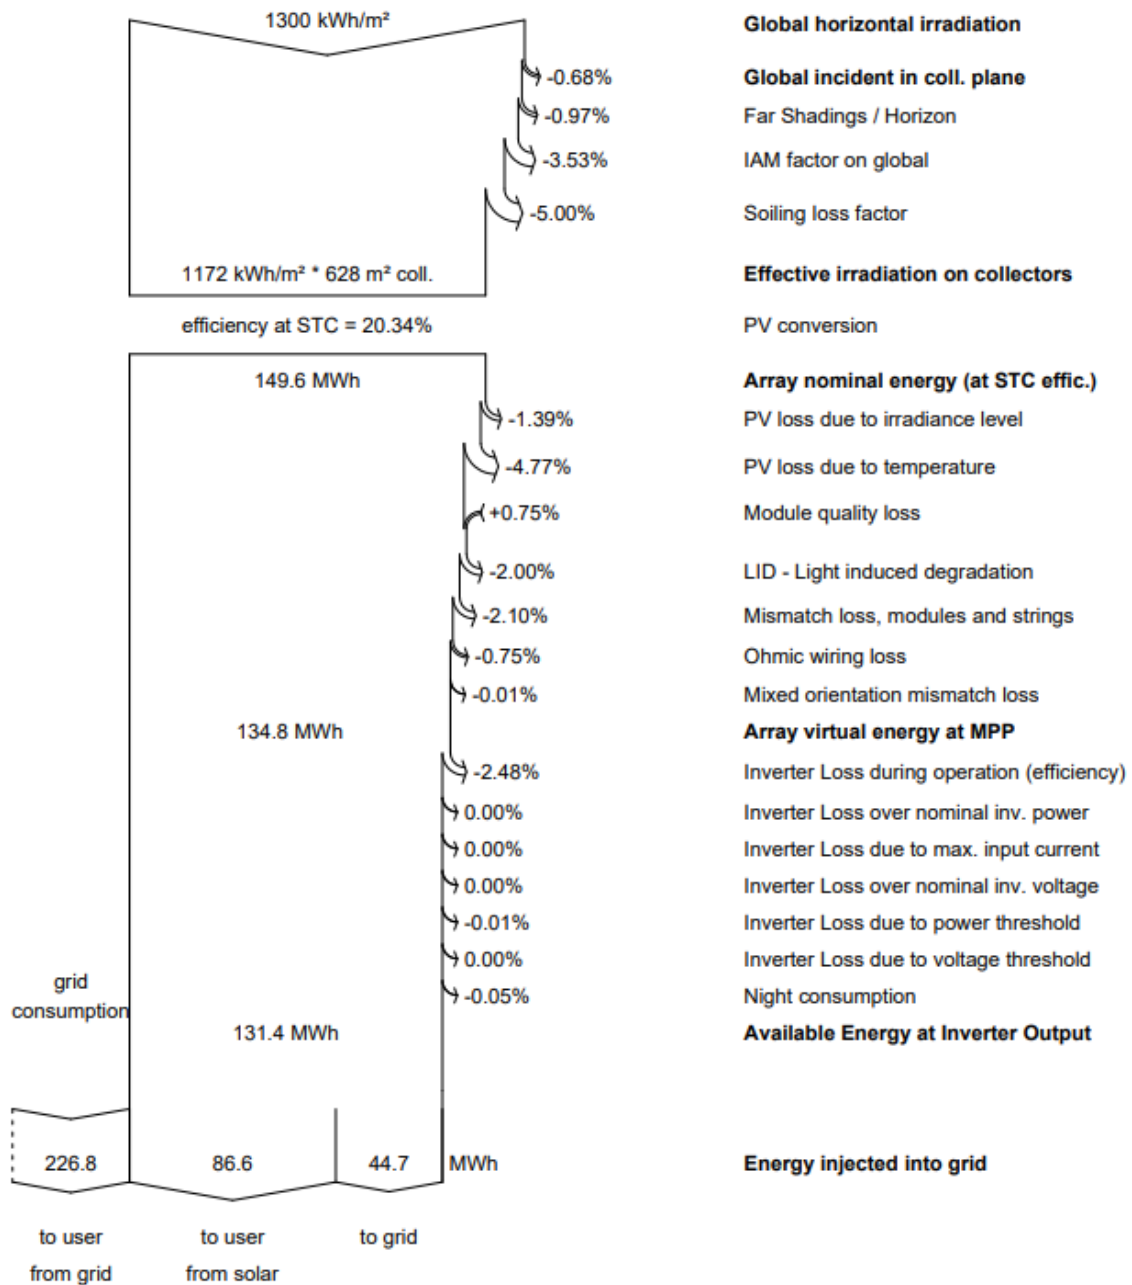 1300 kWh/m² Global horizontal irradiation
-0.68% Global incident in coll. plane
-0.97% Far Shadings / Horizon
-3.53% IAM factor on global
-5.00% Soiling loss factor
1172 kWh/m² * 628 m² coll. Effective irradiation on collectors
efficiency at STC = 20.34% PV conversion
149.6 MWh Array nominal energy (at STC effic.)
-1.39% PV loss due to irradiance level
-4.77% PV loss due to temperature
+0.75% Module quality loss
-2.00% LID - Light induced degradation
-2.10% Mismatch loss, modules and strings
-0.75% Ohmic wiring loss
-0.01% Mixed orientation mismatch loss
134.8 MWh Array virtual energy at MPP
-2.48% Inverter Loss during operation (efficiency)
0.00% Inverter Loss over nominal inv. power
0.00% Inverter Loss due to max. input current
0.00% Inverter Loss over nominal inv. voltage
-0.01% Inverter Loss due to power threshold
0.00% Inverter Loss due to voltage threshold
grid
consumption
-0.05% Night consumption
131.4 MWh Available Energy at Inverter Output
226.8 86.6 44.7 MWh Energy injected into grid
to user to user to grid
from grid from solar